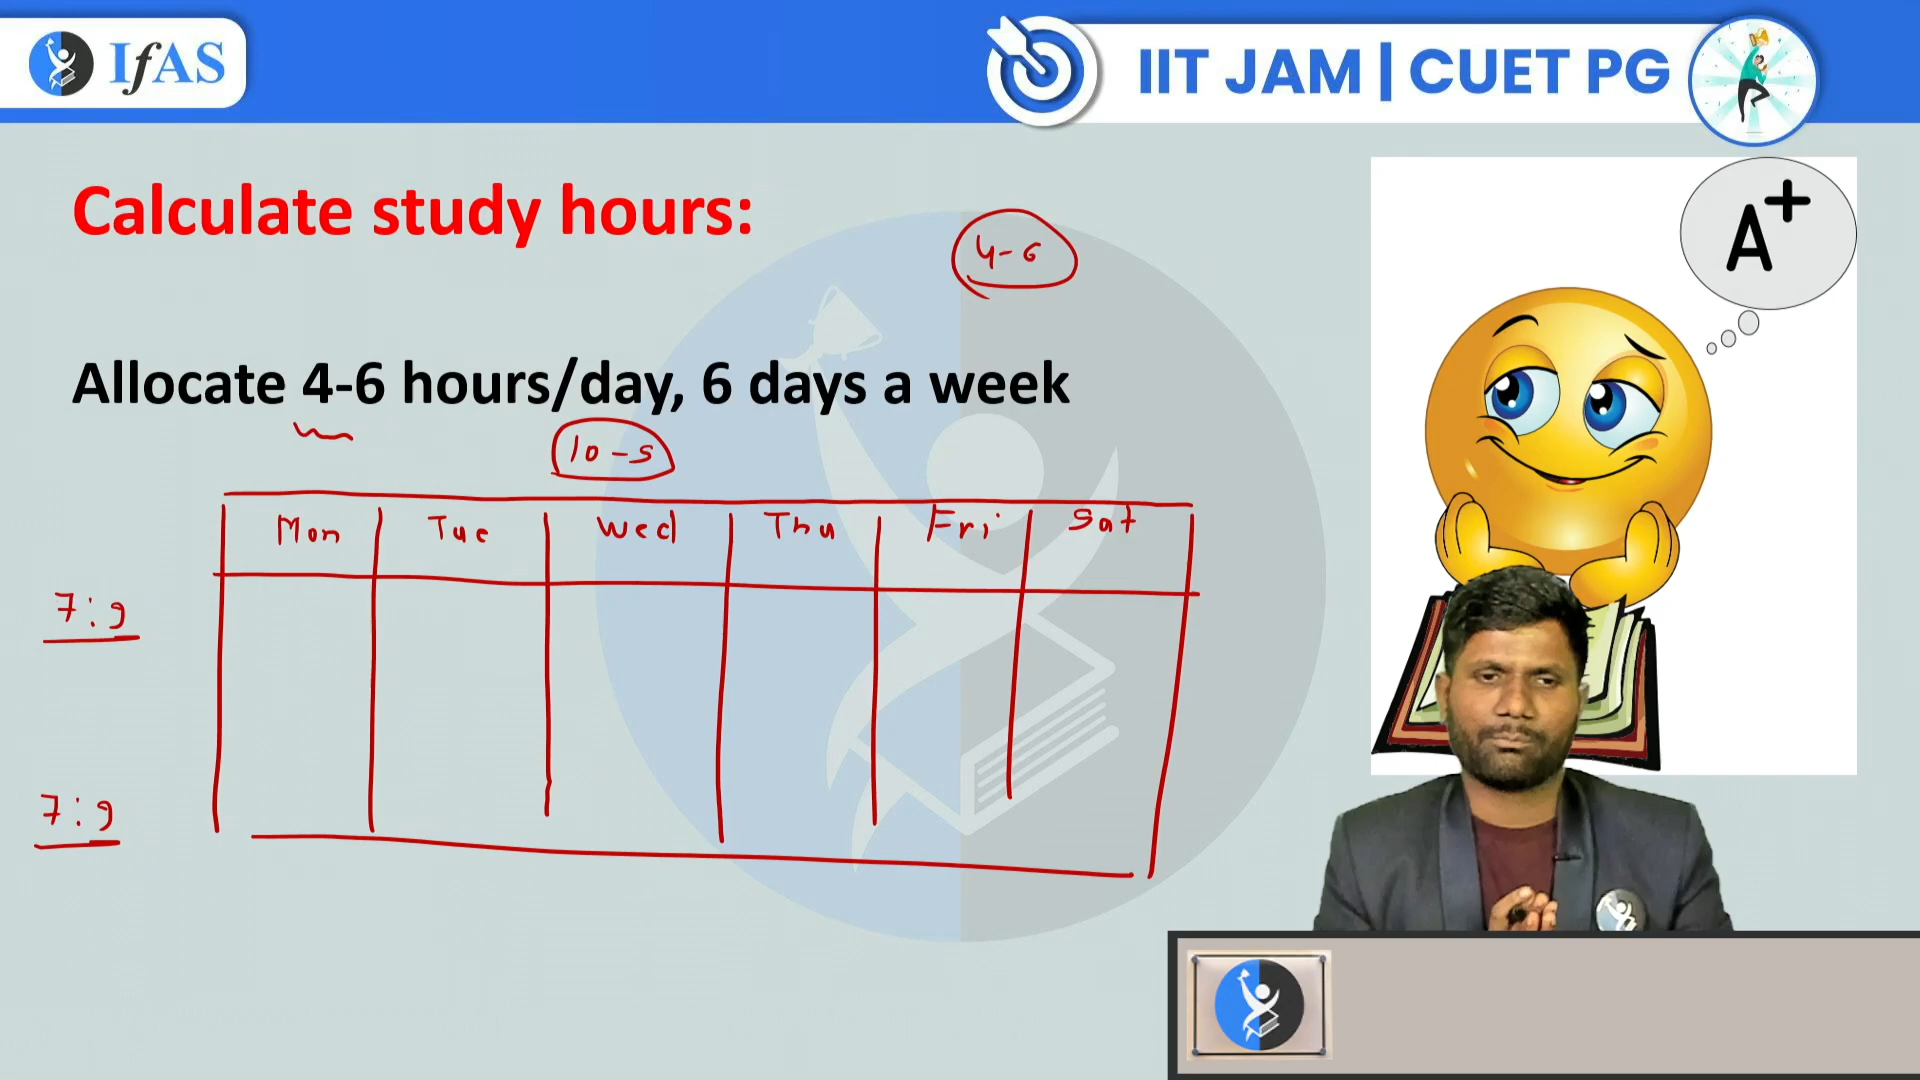 IfAS
IIT JAM | CUET PG
A+
Calculate study hours:
4-6
Allocate 4-6 hours/day, 6 days a week
10-5
Mon Tue Wed Thu Fri Sat
7:9
7:9